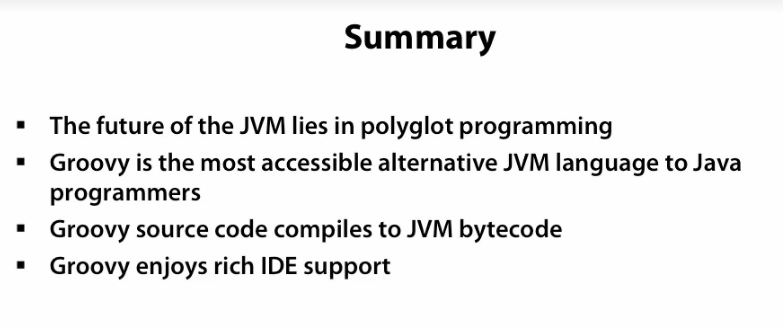 Summary
▪ The future of the JVM lies in polyglot programming
▪ Groovy is the most accessible alternative JVM language to Java
programmers
▪ Groovy source code compiles to JVM bytecode
▪ Groovy enjoys rich IDE support